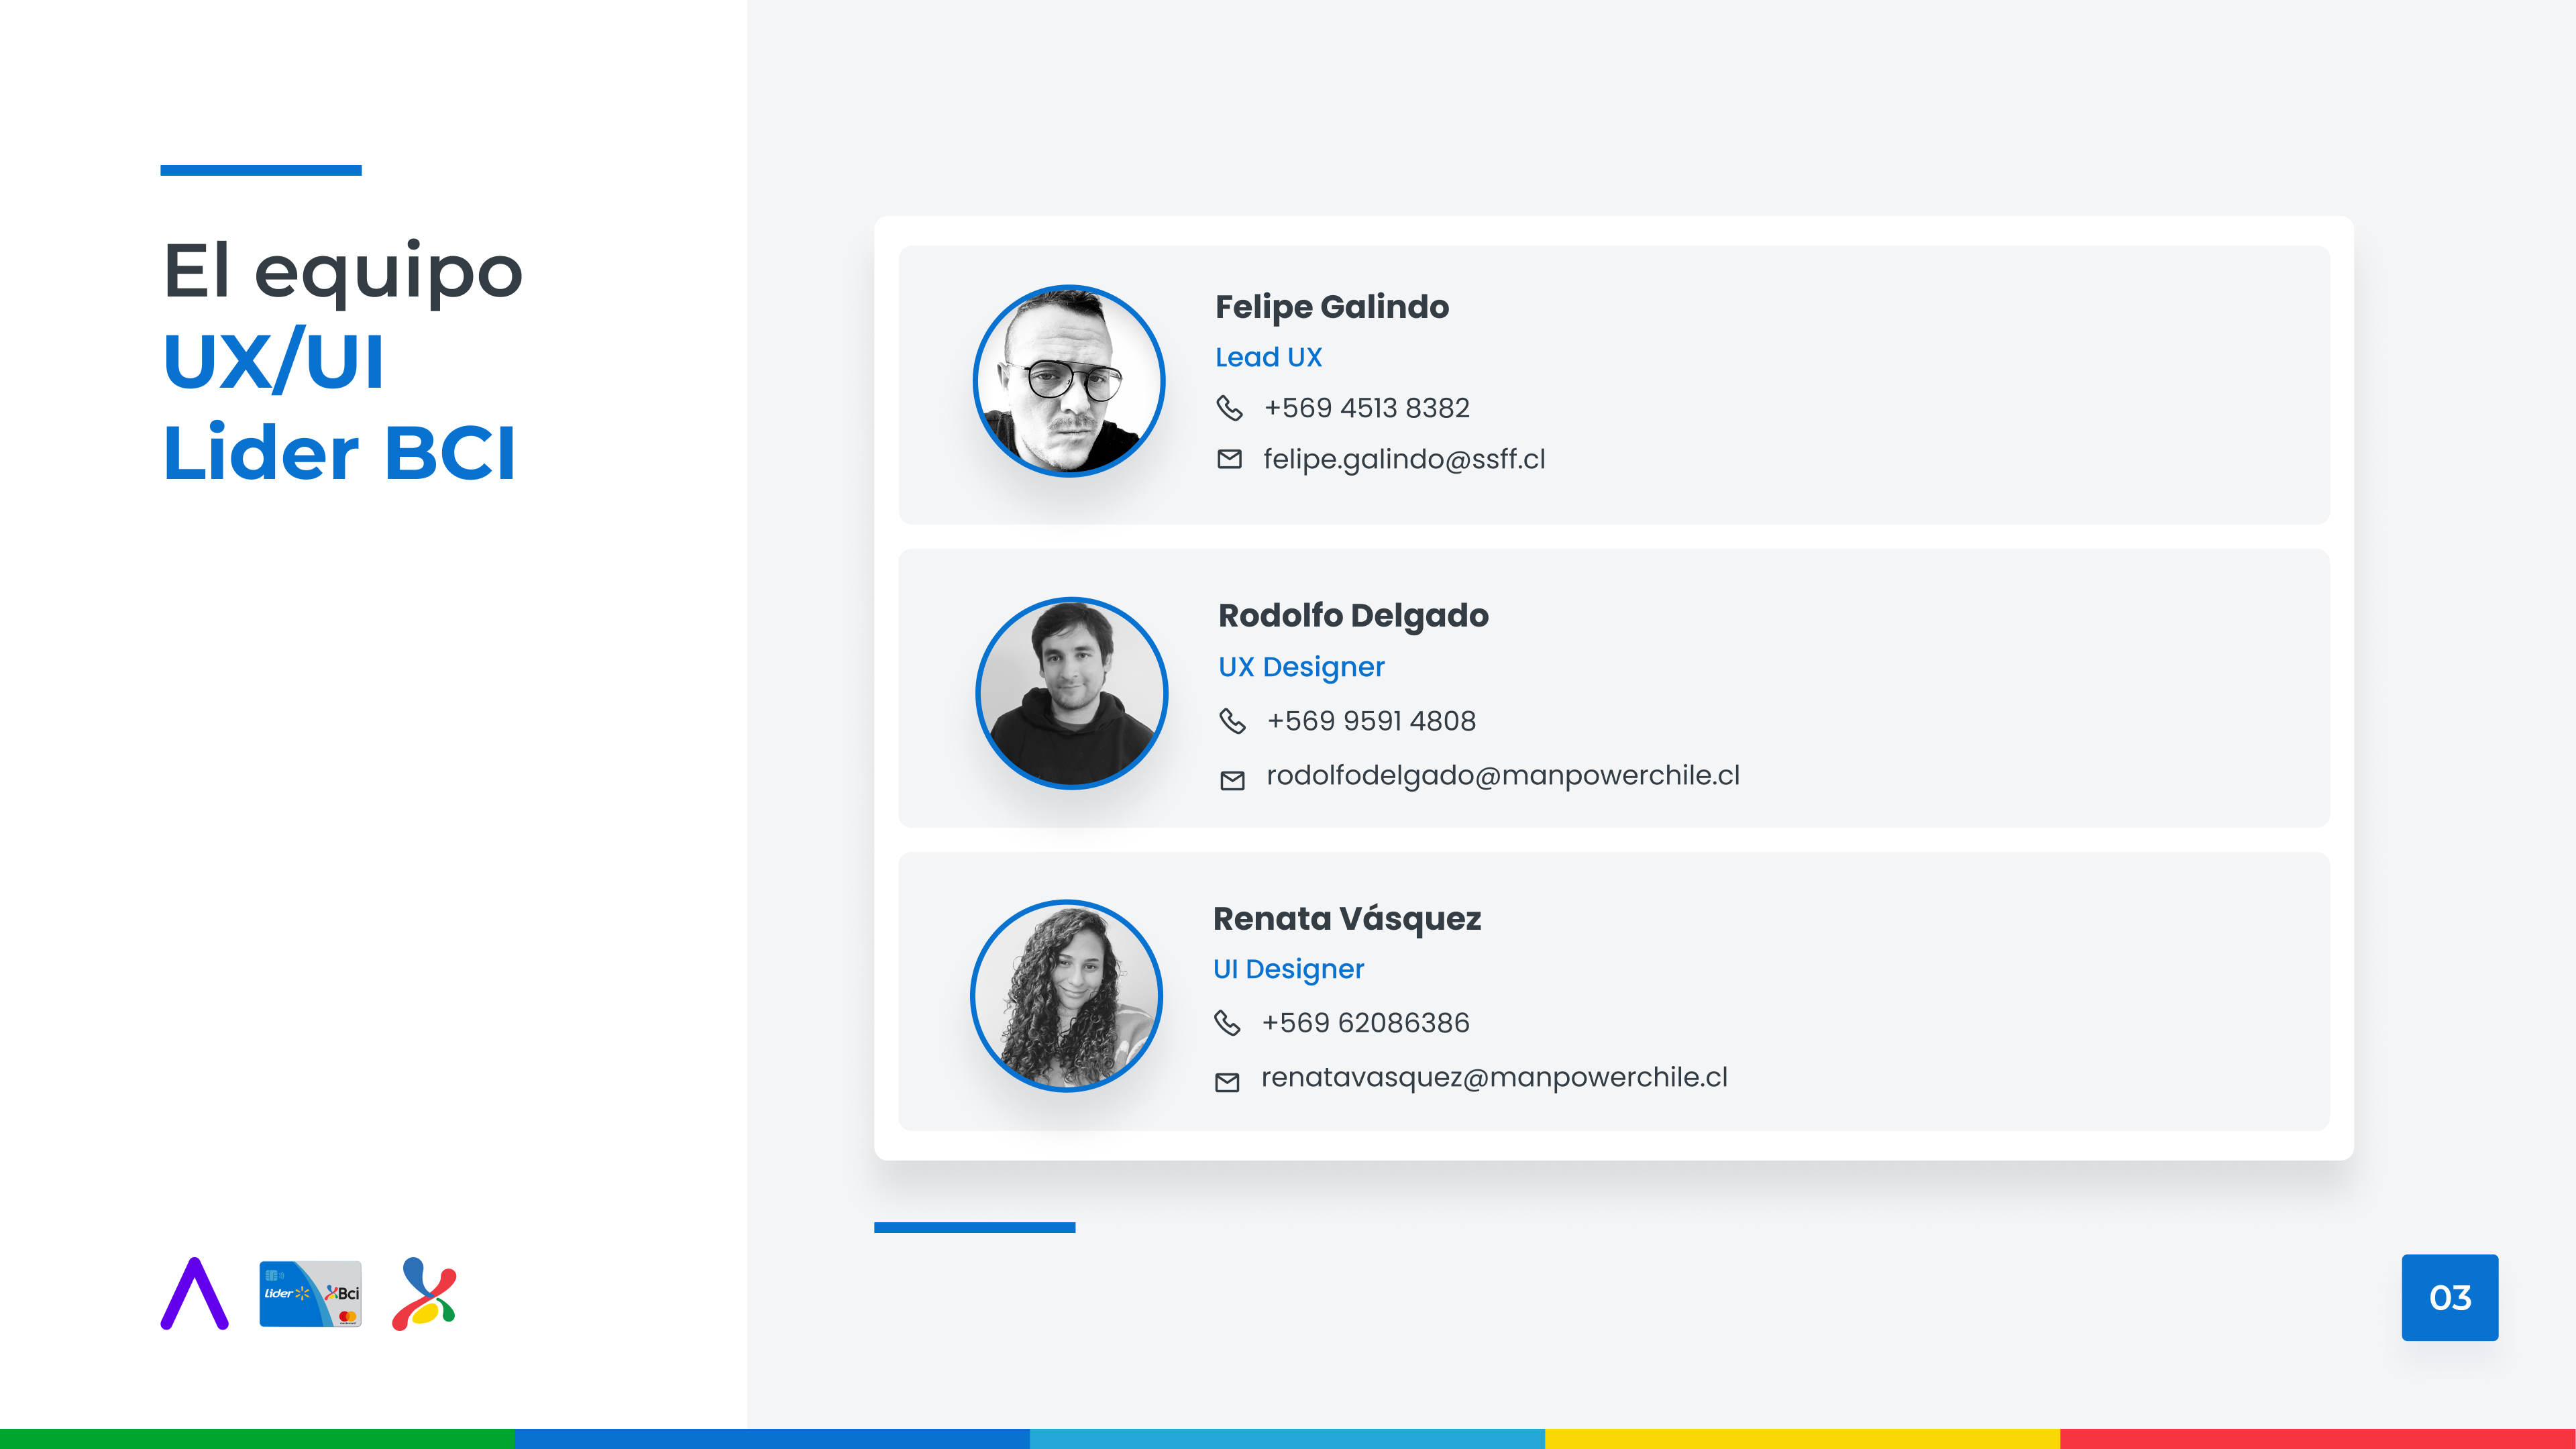 El equipo
UX/UI
Lider BCI
Felipe Galindo
Lead UX
+569 4513 8382
felipe.galindo@ssff.cl
Rodolfo Delgado
UX Designer
+569 9591 4808
rodolfodelgado@manpowerchile.cl
Renata Vásquez
UI Designer
+569 62086386
renatavasquez@manpowerchile.cl
Lider Bci
03